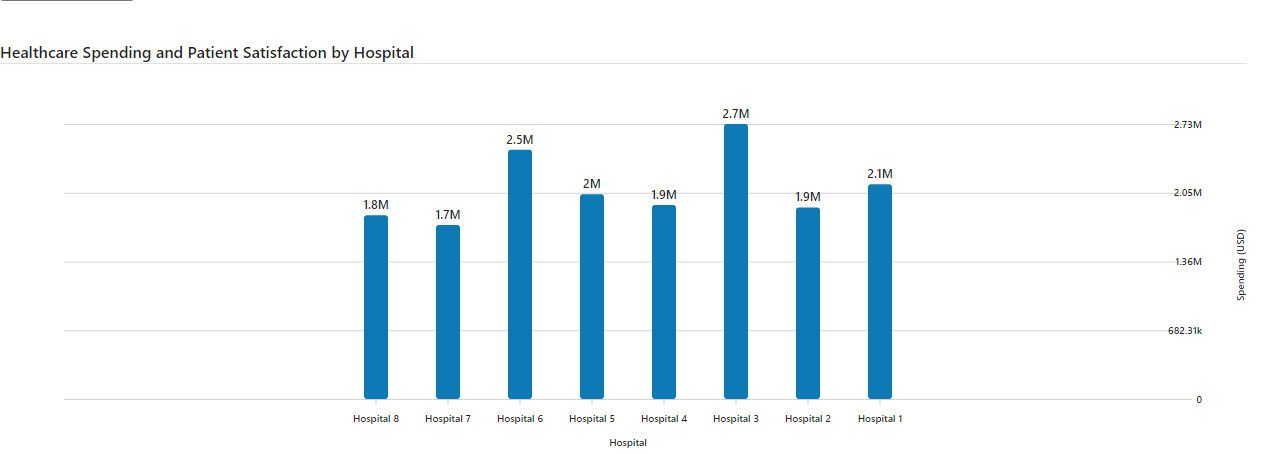 Healthcare Spending and Patient Satisfaction by Hospital
2.7M
2.73M
2.5M
2.1M
2M
1.9M
1.9M
2.05M
1.8M
1.7M
1.36M
Spending (USD)
682.31k
0
Hospital 8
Hospital 7
Hospital 6
Hospital 5
Hospital 4
Hospital 3
Hospital 2
Hospital 1
Hospital